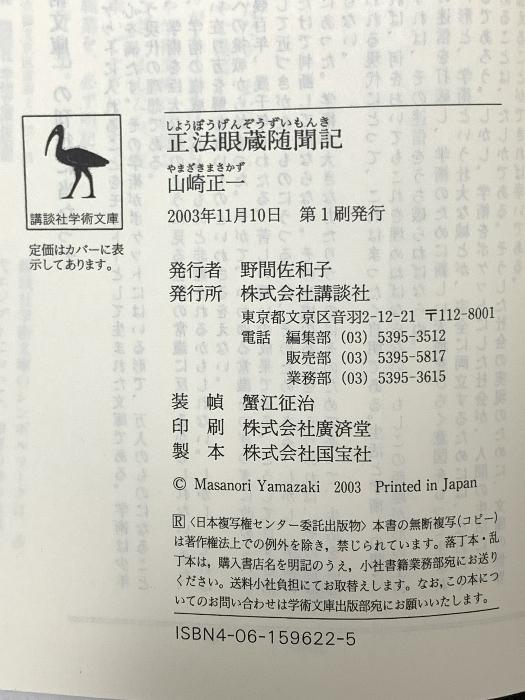 しょうぼうげんぞうずいもんき
正法眼蔵随聞記
やまざきまさかず
山崎正一
2003年11月10日　第1刷発行
講談社学術文庫
定価はカバーに表
示してあります。
発行者　野間佐和子
発行所　株式会社講談社
東京都文京区音羽2-12-21 〒112-8001
電話　編集部 (03) 5395-3512
販売部 (03) 5395-5817
業務部 (03) 5395-3615
装　幀　蟹江征治
印　刷　株式会社廣済堂
製　本　株式会社国宝社
© Masanori Yamazaki 2003 Printed in Japan
R〈日本複写権センター委託出版物〉本書の無断複写(コピー)
は著作権法上での例外を除き，禁じられています。落丁本・乱
丁本は，購入書店名を明記のうえ，小社書籍業務部宛にお送り
ください。送料小社負担にてお取替えします。なお，この本につ
いてのお問い合わせは学術文庫出版部宛にお願いいたします。
ISBN4-06-159622-5